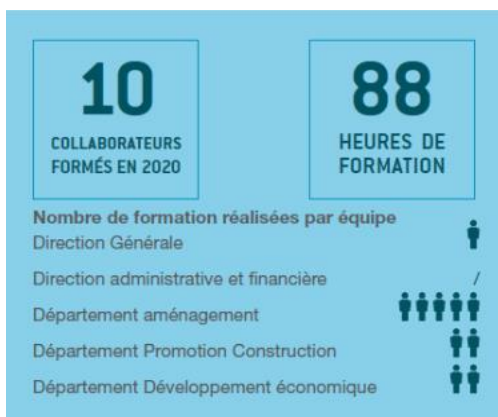 10
COLLABORATEURS
FORMÉS EN 2020
88
HEURES DE
FORMATION
Nombre de formation réalisées par équipe
Direction Générale
Direction administrative et financière /
Département aménagement
Département Promotion Construction
Département Développement économique